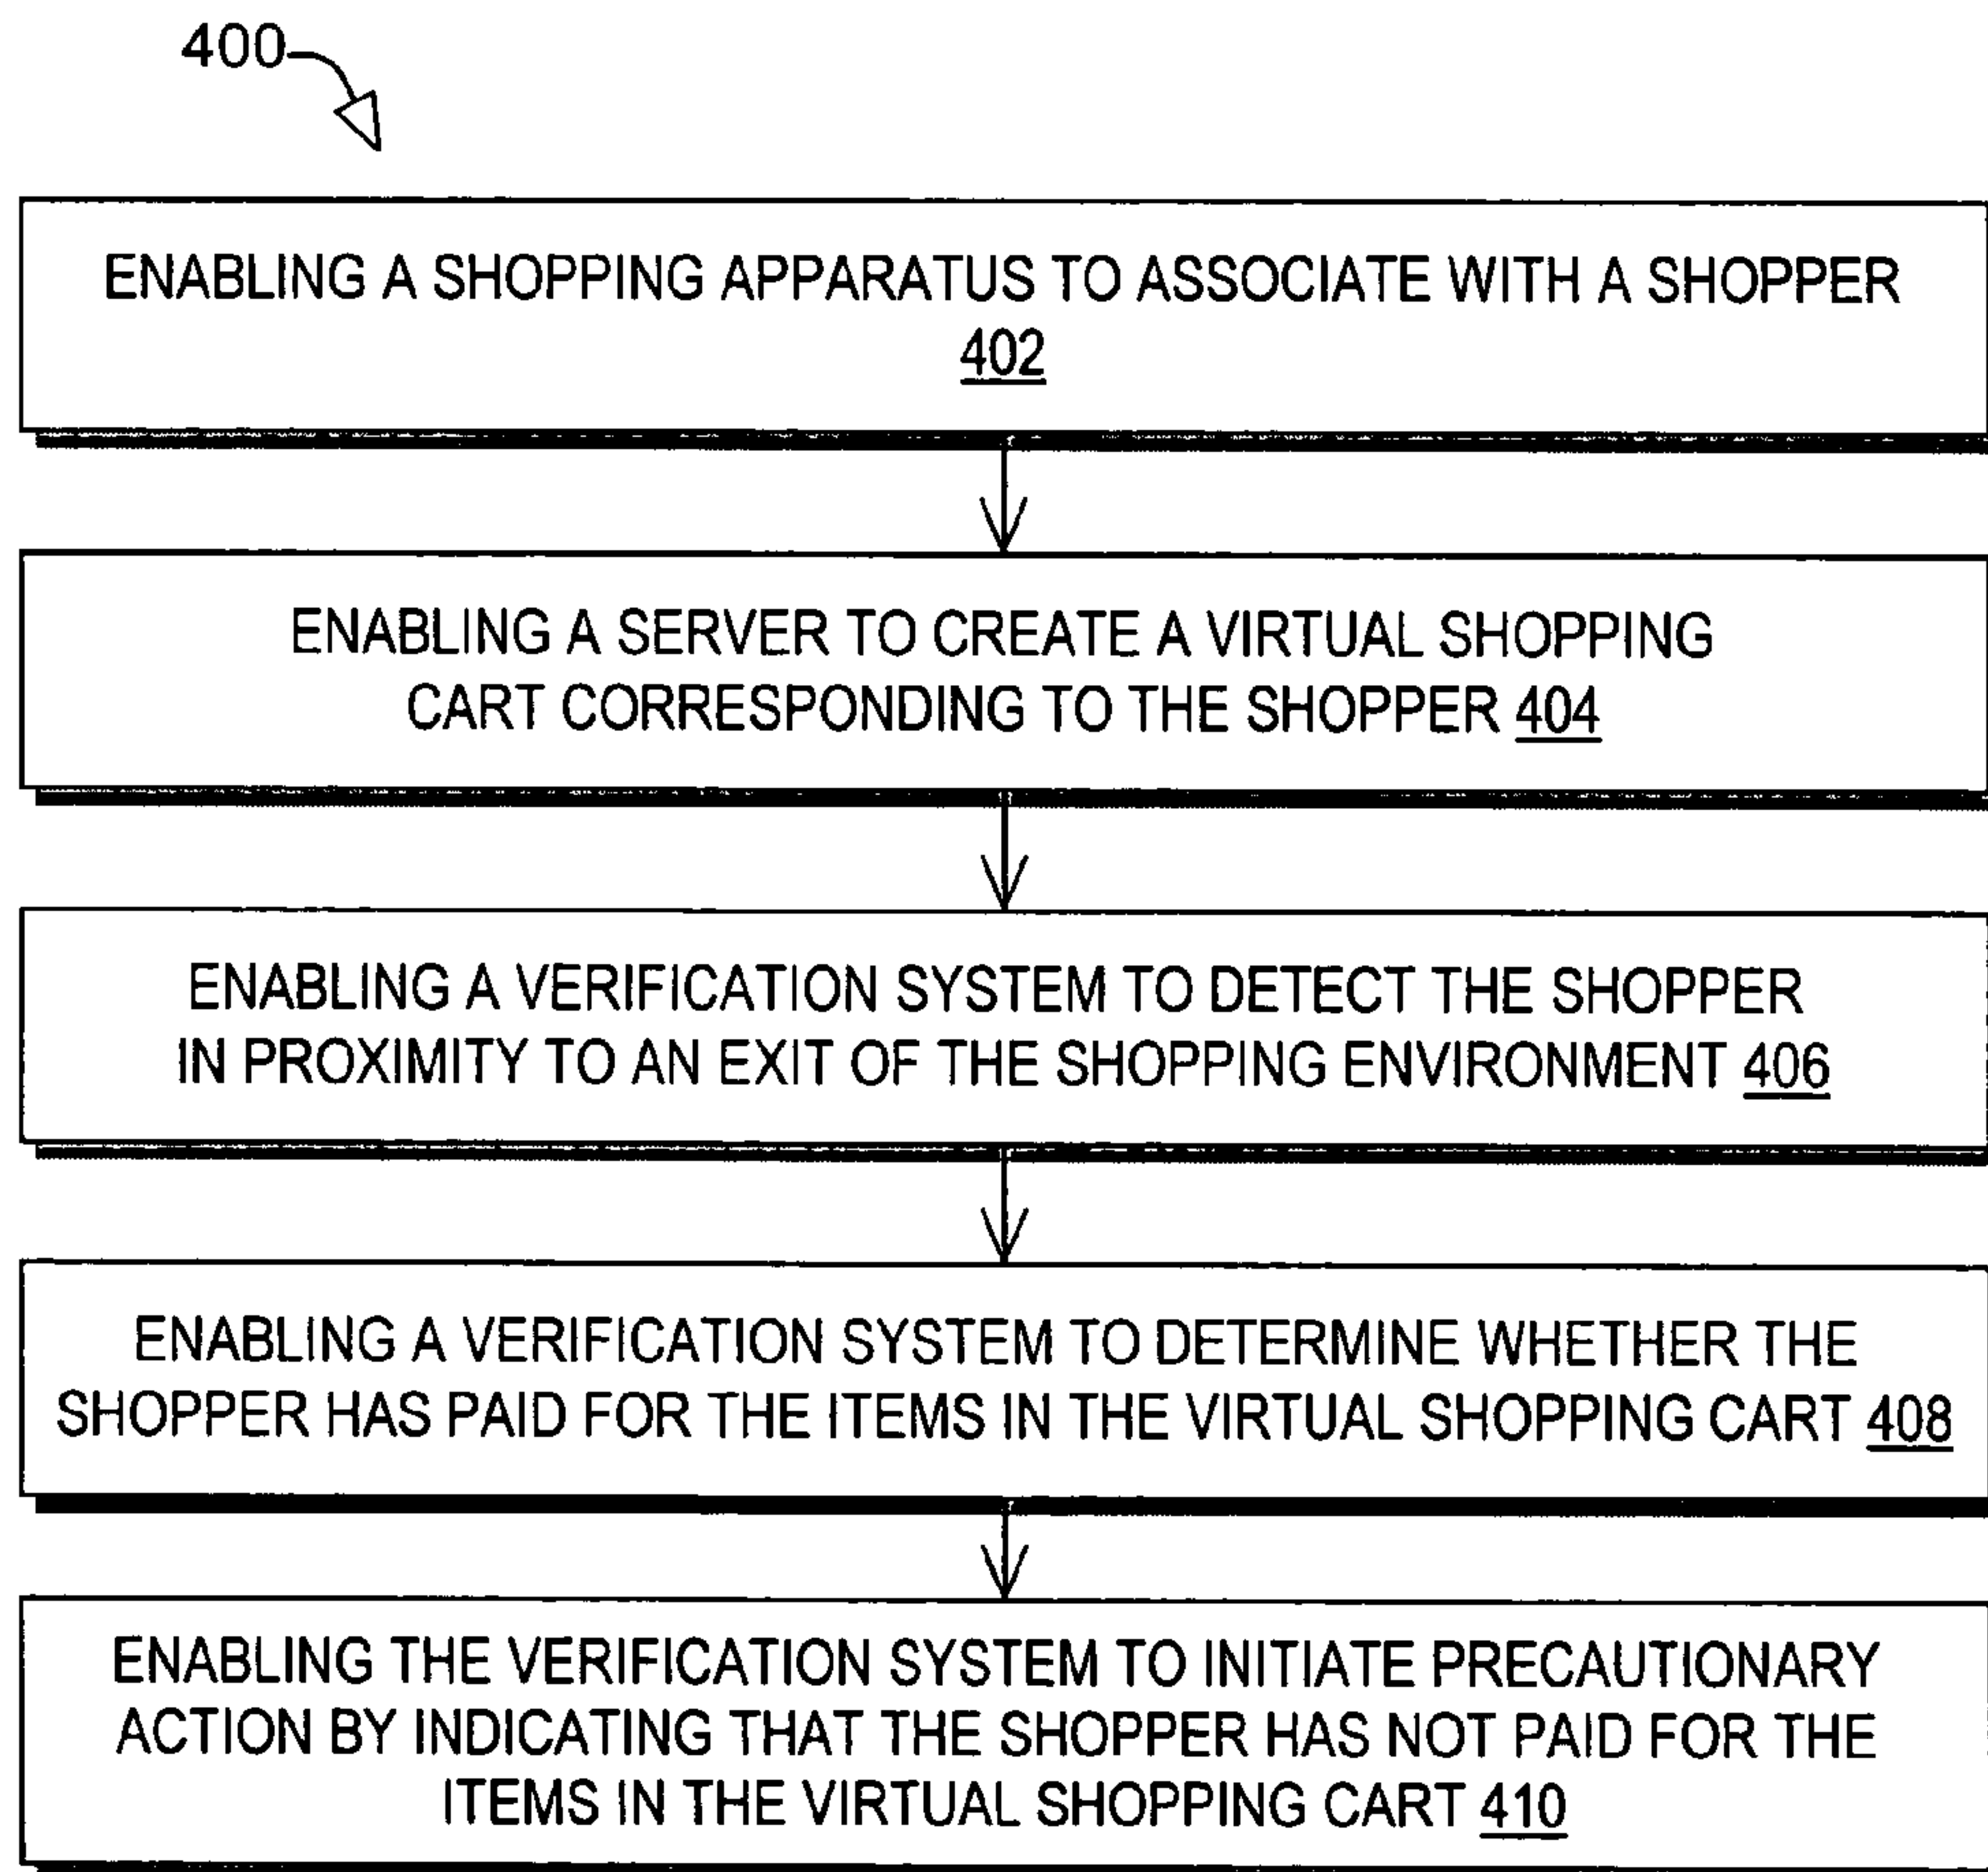 400
ENABLING A SHOPPING APPARATUS TO ASSOCIATE WITH A SHOPPER
402
ENABLING A SERVER TO CREATE A VIRTUAL SHOPPING
CART CORRESPONDING TO THE SHOPPER 404
ENABLING A VERIFICATION SYSTEM TO DETECT THE SHOPPER
IN PROXIMITY TO AN EXIT OF THE SHOPPING ENVIRONMENT 406
ENABLING A VERIFICATION SYSTEM TO DETERMINE WHETHER THE
SHOPPER HAS PAID FOR THE ITEMS IN THE VIRTUAL SHOPPING CART 408
ENABLING THE VERIFICATION SYSTEM TO INITIATE PRECAUTIONARY
ACTION BY INDICATING THAT THE SHOPPER HAS NOT PAID FOR THE
ITEMS IN THE VIRTUAL SHOPPING CART 410